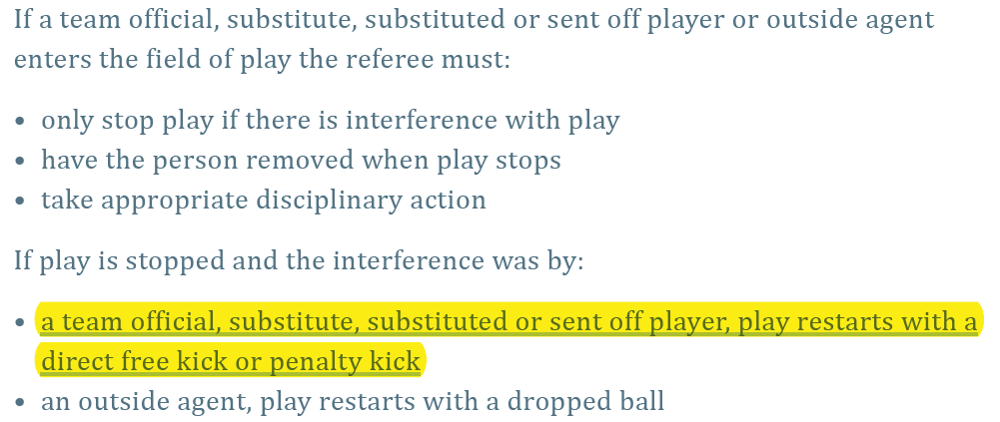 If a team official, substitute, substituted or sent off player or outside agent
enters the field of play the referee must:
• only stop play if there is interference with play
• have the person removed when play stops
• take appropriate disciplinary action
If play is stopped and the interference was by:
• a team official, substitute, substituted or sent off player, play restarts with a
direct free kick or penalty kick
• an outside agent, play restarts with a dropped ball